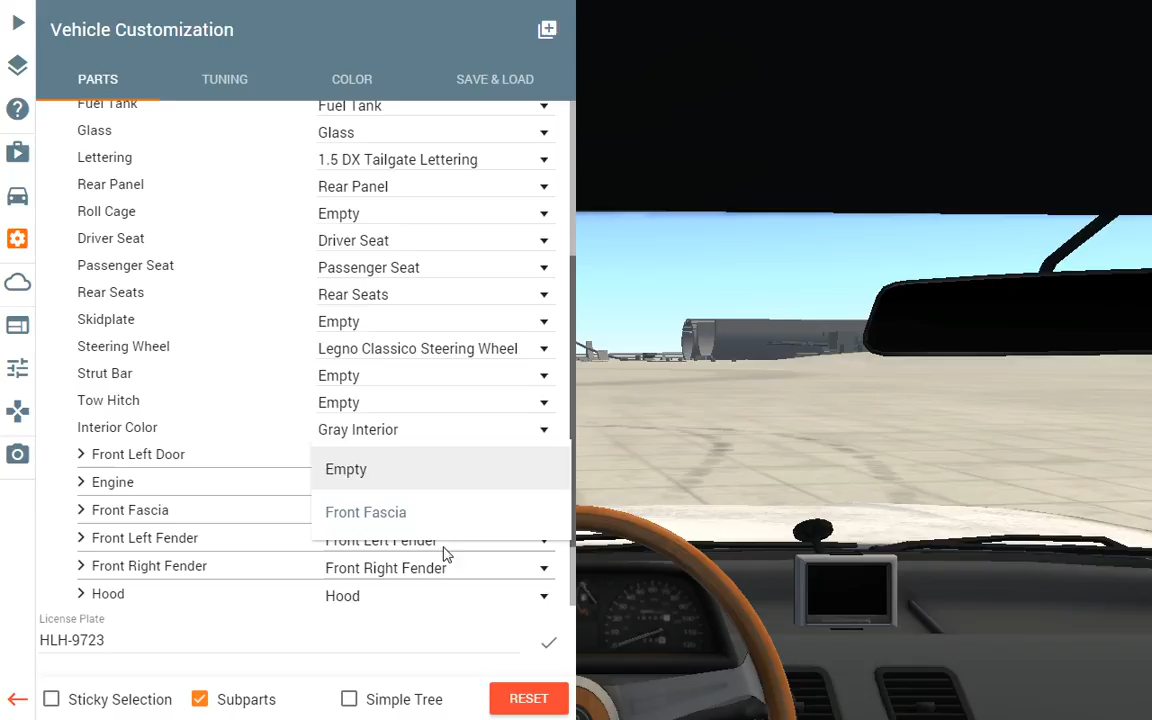 Vehicle Customization
PARTS TUNING COLOR SAVE & LOAD
Fuel Tank Fuel Tank
Glass Glass
Lettering 1.5 DX Tailgate Lettering
Rear Panel Rear Panel
Roll Cage Empty
Driver Seat Driver Seat
Passenger Seat Passenger Seat
Rear Seats Rear Seats
Skidplate Empty
Steering Wheel Legno Classico Steering Wheel
Strut Bar Empty
Tow Hitch Empty
Interior Color Gray Interior
Front Left Door
Empty
Engine
Front Fascia Front Fascia
Front Left Fender Front Left Fender
Front Right Fender Front Right Fender
Hood Hood
License Plate
HLH-9723
Sticky Selection Subparts Simple Tree RESET